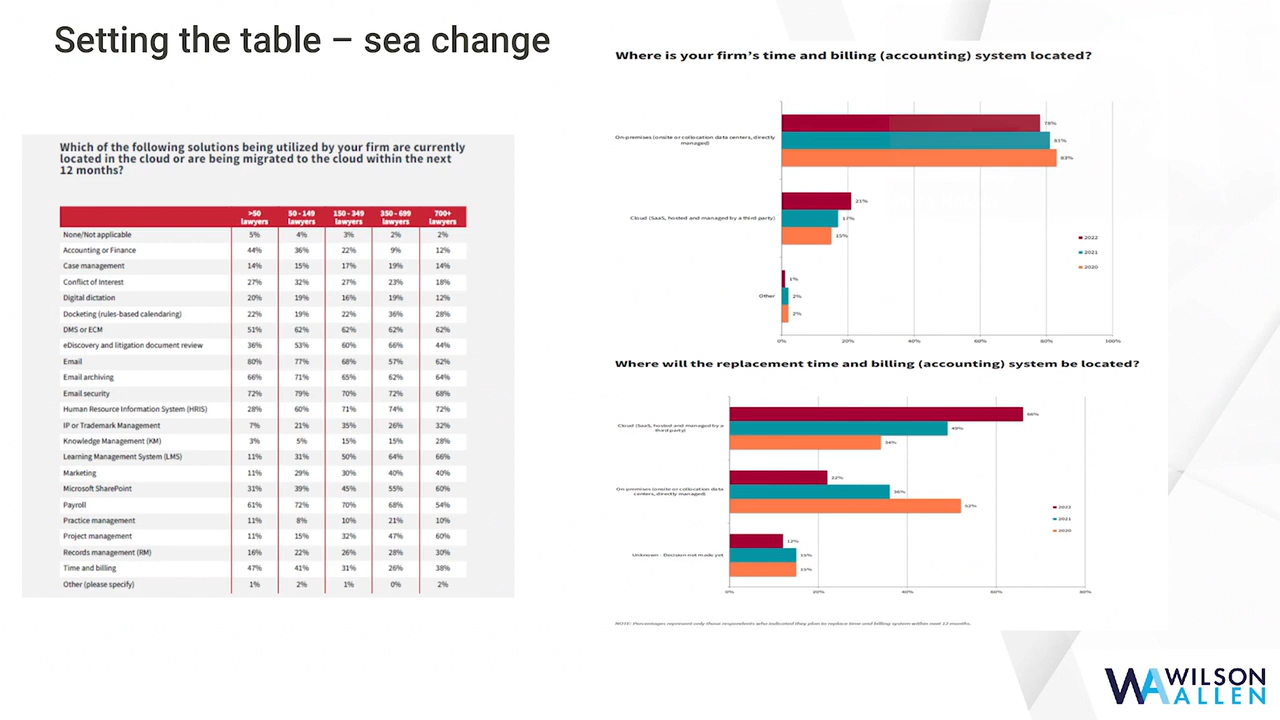 Setting the table – sea change
Which of the following solutions being utilized by your firm are currently
located in the cloud or are being migrated to the cloud within the next
12 months?
>50 lawyers 50 - 149 lawyers 150 - 349 lawyers 350 - 699 lawyers 700+ lawyers
None/Not applicable 5% 4% 3% 2% 2%
Accounting or Finance 44% 36% 22% 9% 12%
Case management 14% 15% 17% 19% 14%
Conflict of Interest 27% 32% 27% 23% 18%
Digital dictation 20% 19% 16% 19% 12%
Docketing (rules-based calendaring) 22% 19% 22% 36% 28%
DMS or ECM 51% 62% 62% 62% 62%
eDiscovery and litigation document review 36% 53% 60% 66% 44%
Email 80% 77% 68% 57% 62%
Email archiving 66% 71% 65% 62% 64%
Email security 72% 79% 70% 72% 68%
Human Resource Information System (HRIS) 28% 60% 71% 74% 72%
IP or Trademark Management 7% 21% 35% 26% 32%
Knowledge Management (KM) 3% 5% 15% 15% 28%
Learning Management System (LMS) 11% 31% 50% 64% 66%
Marketing 11% 29% 30% 40% 40%
Microsoft SharePoint 31% 39% 45% 55% 60%
Payroll 61% 72% 70% 68% 54%
Practice management 11% 8% 10% 21% 10%
Project management 11% 15% 32% 47% 60%
Records management (RM) 16% 22% 26% 28% 30%
Time and billing 47% 41% 31% 26% 38%
Other (please specify) 1% 2% 1% 0% 2%
Where is your firm's time and billing (accounting) system located?
On-premises (onsite or collocation data centers, directly
managed)
78%
81%
83%
Cloud (SaaS, hosted and managed by a third party)
21%
17%
15%
Other
1%
2%
2%
2022
2021
2020
0% 20% 40% 60% 80% 100%
Where will the replacement time and billing (accounting) system be located?
Cloud (SaaS, hosted and managed by a
third party)
66%
49%
34%
On-premises (onsite or collocation data
centers, directly managed)
22%
36%
52%
Unknown - Decision not made yet
12%
15%
15%
2022
2021
2020
0% 20% 40% 60% 80%
NOTE: Percentages represent only those respondents who indicated they plan to replace time and billing system within next 12 months.
WA WILSON
ALLEN